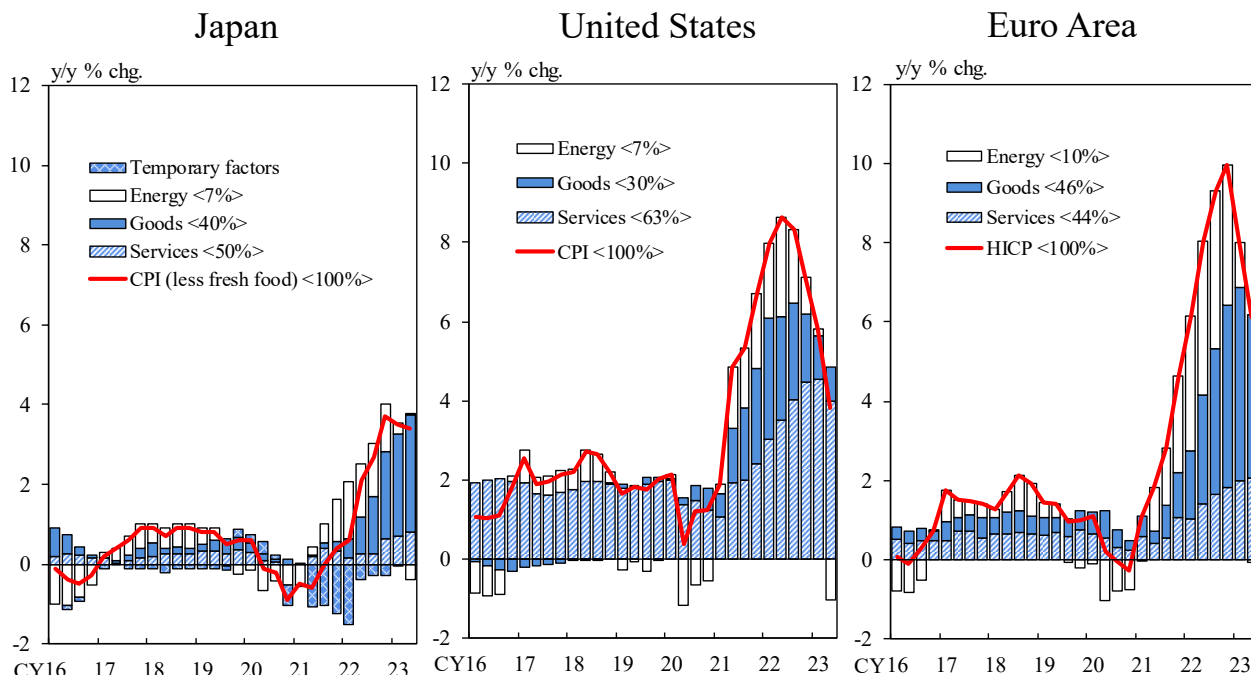 Japan
y/y % chg.
12
10
8
6
4
2
0
-2
Temporary factors
Energy <7%>
Goods <40%>
Services <50%>
CPI (less fresh food) <100%>
CY16 17 18 19 20 21 22 23
United States
y/y % chg.
12
10
8
6
4
2
0
-2
Energy <7%>
Goods <30%>
Services <63%>
CPI <100%>
CY16 17 18 19 20 21 22 23
Euro Area
y/y % chg.
12
10
8
6
4
2
0
-2
Energy <10%>
Goods <46%>
Services <44%>
HICP <100%>
CY16 17 18 19 20 21 22 23